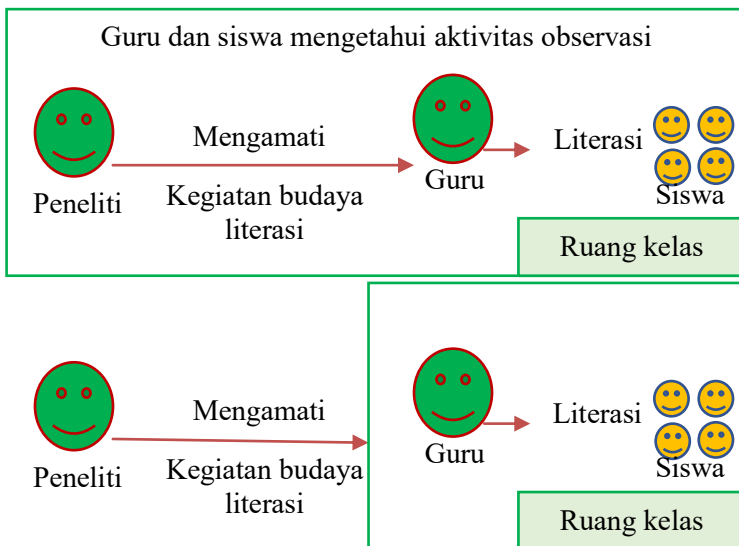 Guru dan siswa mengetahui aktivitas observasi
Mengamati
Literasi
Peneliti
Kegiatan budaya
literasi
Guru
Siswa
Ruang kelas
Mengamati
Literasi
Peneliti
Kegiatan budaya
literasi
Guru
Siswa
Ruang kelas